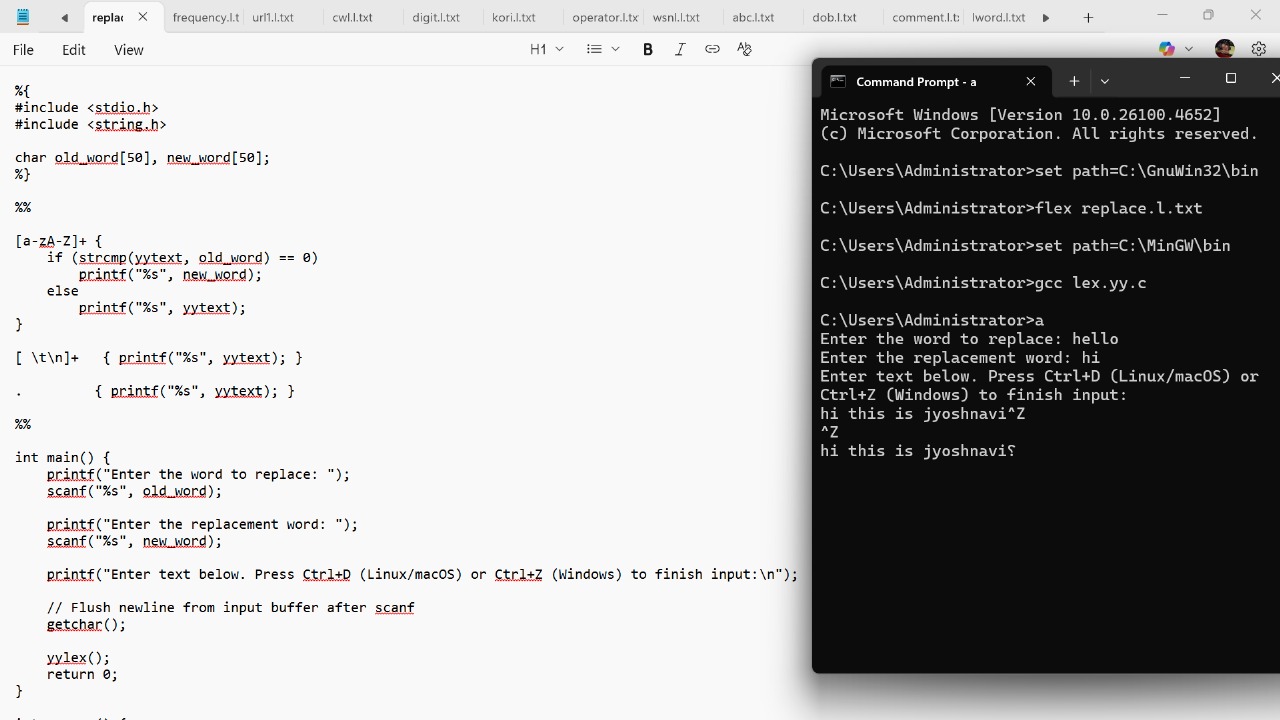 replac
frequency.l.t
url1.l.txt
cwl.l.txt
digit.l.txt
kori.l.txt
operator.l.tx
wsnl.l.txt
abc.l.txt
dob.l.txt
comment.l.t
lword.l.txt
File Edit View
H1
B I
%{
#include <stdio.h>
#include <string.h>
char old_word[50], new_word[50];
%}
%%
[a-zA-Z]+ {
if (strcmp(yytext, old_word) == 0)
printf("%s", new_word);
else
printf("%s", yytext);
}
[ \t\n]+ { printf("%s", yytext); }
. { printf("%s", yytext); }
%%
int main() {
printf("Enter the word to replace: ");
scanf("%s", old_word);
printf("Enter the replacement word: ");
scanf("%s", new_word);
printf("Enter text below. Press Ctrl+D (Linux/macOS) or Ctrl+Z (Windows) to finish input:\n");
// Flush newline from input buffer after scanf
getchar();
yylex();
return 0;
}
Command Prompt - a
Microsoft Windows [Version 10.0.26100.4652]
(c) Microsoft Corporation. All rights reserved.
C:\Users\Administrator>set path=C:\GnuWin32\bin
C:\Users\Administrator>flex replace.l.txt
C:\Users\Administrator>set path=C:\MinGW\bin
C:\Users\Administrator>gcc lex.yy.c
C:\Users\Administrator>a
Enter the word to replace: hello
Enter the replacement word: hi
Enter text below. Press Ctrl+D (Linux/macOS) or
Ctrl+Z (Windows) to finish input:
hi this is jyoshnavi^Z
^Z
hi this is jyoshnavi␦